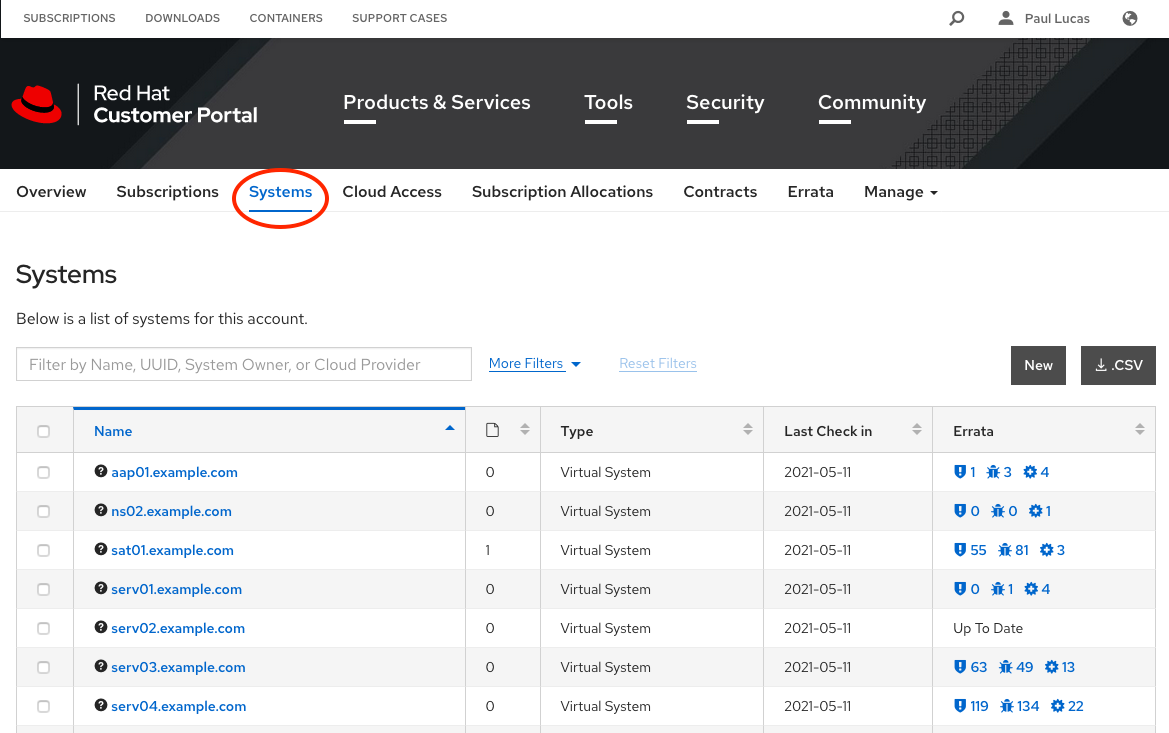 SUBSCRIPTIONS DOWNLOADS CONTAINERS SUPPORT CASES Paul Lucas
Red Hat
Customer Portal
Products & Services Tools Security Community
Overview Subscriptions Systems Cloud Access Subscription Allocations Contracts Errata Manage
Systems
Below is a list of systems for this account.
Filter by Name, UUID, System Owner, or Cloud Provider More Filters Reset Filters New .CSV
Name Type Last Check in Errata
aap01.example.com 0 Virtual System 2021-05-11 1 3 4
ns02.example.com 0 Virtual System 2021-05-11 0 0 1
sat01.example.com 1 Virtual System 2021-05-11 55 81 3
serv01.example.com 0 Virtual System 2021-05-11 0 1 4
serv02.example.com 0 Virtual System 2021-05-11 Up To Date
serv03.example.com 0 Virtual System 2021-05-11 63 49 13
serv04.example.com 0 Virtual System 2021-05-11 119 134 22